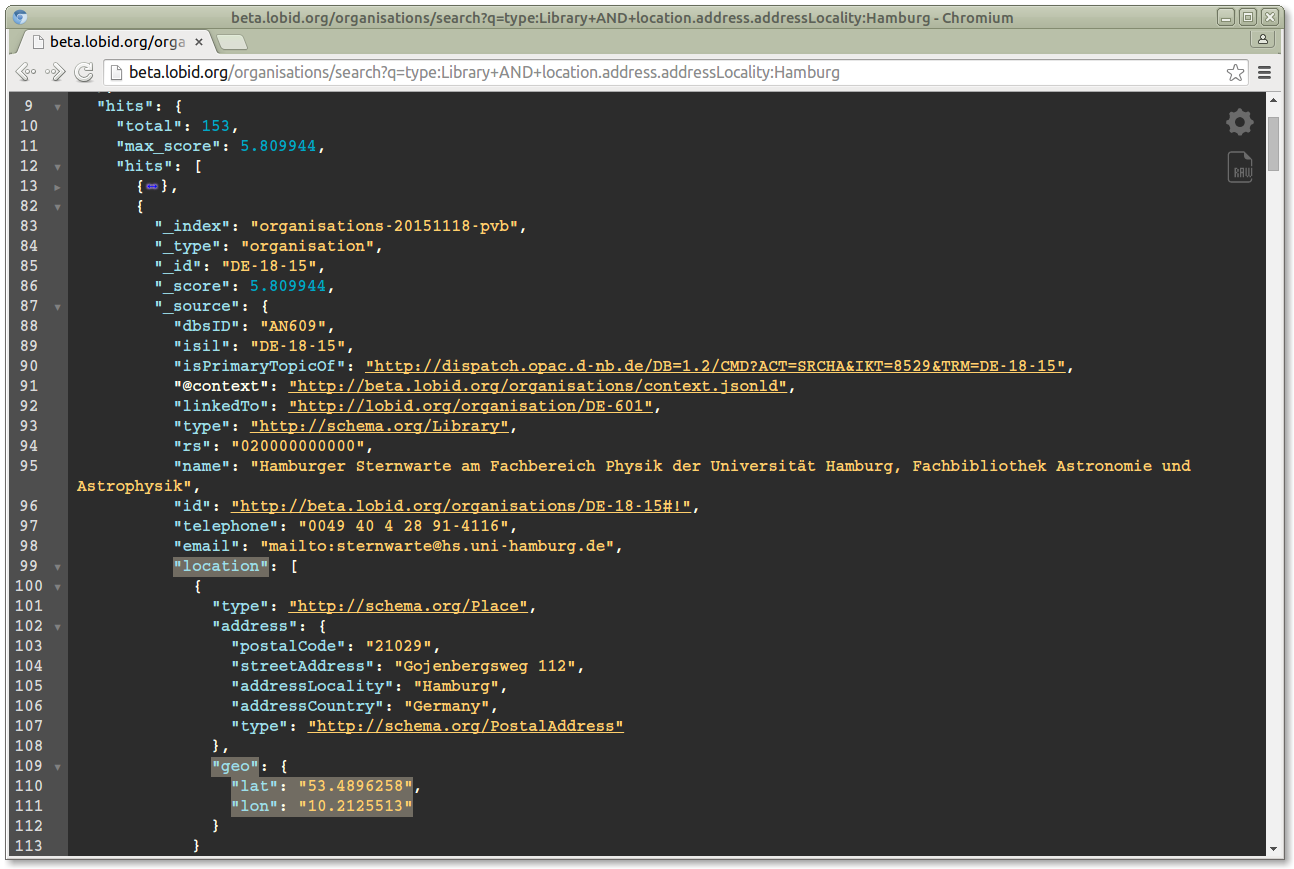 beta.lobid.org/organisations/search?q=type:Library+AND+location.address.addressLocality:Hamburg - Chromium
beta.lobid.org/orga
beta.lobid.org/organisations/search?q=type:Library+AND+location.address.addressLocality:Hamburg
9 "hits": {
10 "total": 153,
11 "max_score": 5.809944,
12 "hits": [
13 {},
82 {
83 "_index": "organisations-20151118-pvb",
84 "_type": "organisation",
85 "_id": "DE-18-15",
86 "_score": 5.809944,
87 "_source": {
88 "dbsID": "AN609",
89 "isil": "DE-18-15",
90 "isPrimaryTopicOf": "http://dispatch.opac.d-nb.de/DB=1.2/CMD?ACT=SRCHA&IKT=8529&TRM=DE-18-15",
91 "@context": "http://beta.lobid.org/organisations/context.jsonld",
92 "linkedTo": "http://lobid.org/organisation/DE-601",
93 "type": "http://schema.org/Library",
94 "rs": "020000000000",
95 "name": "Hamburger Sternwarte am Fachbereich Physik der Universität Hamburg, Fachbibliothek Astronomie und
Astrophysik",
96 "id": "http://beta.lobid.org/organisations/DE-18-15#!",
97 "telephone": "0049 40 4 28 91-4116",
98 "email": "mailto:sternwarte@hs.uni-hamburg.de",
99 "location": [
100 {
101 "type": "http://schema.org/Place",
102 "address": {
103 "postalCode": "21029",
104 "streetAddress": "Gojenbergsweg 112",
105 "addressLocality": "Hamburg",
106 "addressCountry": "Germany",
107 "type": "http://schema.org/PostalAddress"
108 },
109 "geo": {
110 "lat": "53.4896258",
111 "lon": "10.2125513"
112 }
113 }
RAW